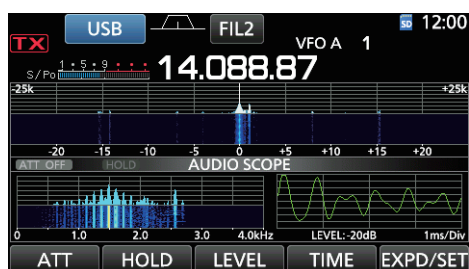 USB FIL2 SD 12:00
TX VFO A 1
S/Po 1 • 5 • 9 • • • 14.088.87
-25k +25k
-20 -15 -10 -5 0 +5 +10 +15 +20
ATT OFF HOLD AUDIO SCOPE
0 1.0 2.0 3.0 4.0kHz LEVEL:-20dB 1ms/Div
ATT HOLD LEVEL TIME EXPD/SET